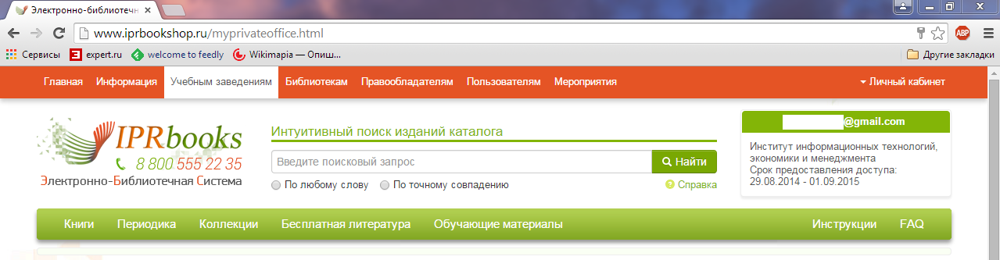 Электронно-библиотечн
www.iprbookshop.ru/myprivateoffice.html
ABP
Сервисы
expert.ru
welcome to feedly
Wikimapia — Опиш...
Другие закладки
Главная
Информация
Учебным заведениям
Библиотекам
Правообладателям
Пользователям
Мероприятия
Личный кабинет
IPRbooks
8 800 555 22 35
Электронно-Библиотечная Система
Интуитивный поиск изданий каталога
Введите поисковый запрос
Найти
По любому слову
По точному совпадению
Справка
@gmail.com
Институт информационных технологий,
экономики и менеджмента
Срок предоставления доступа:
29.08.2014 - 01.09.2015
Книги
Периодика
Коллекции
Бесплатная литература
Обучающие материалы
Инструкции
FAQ